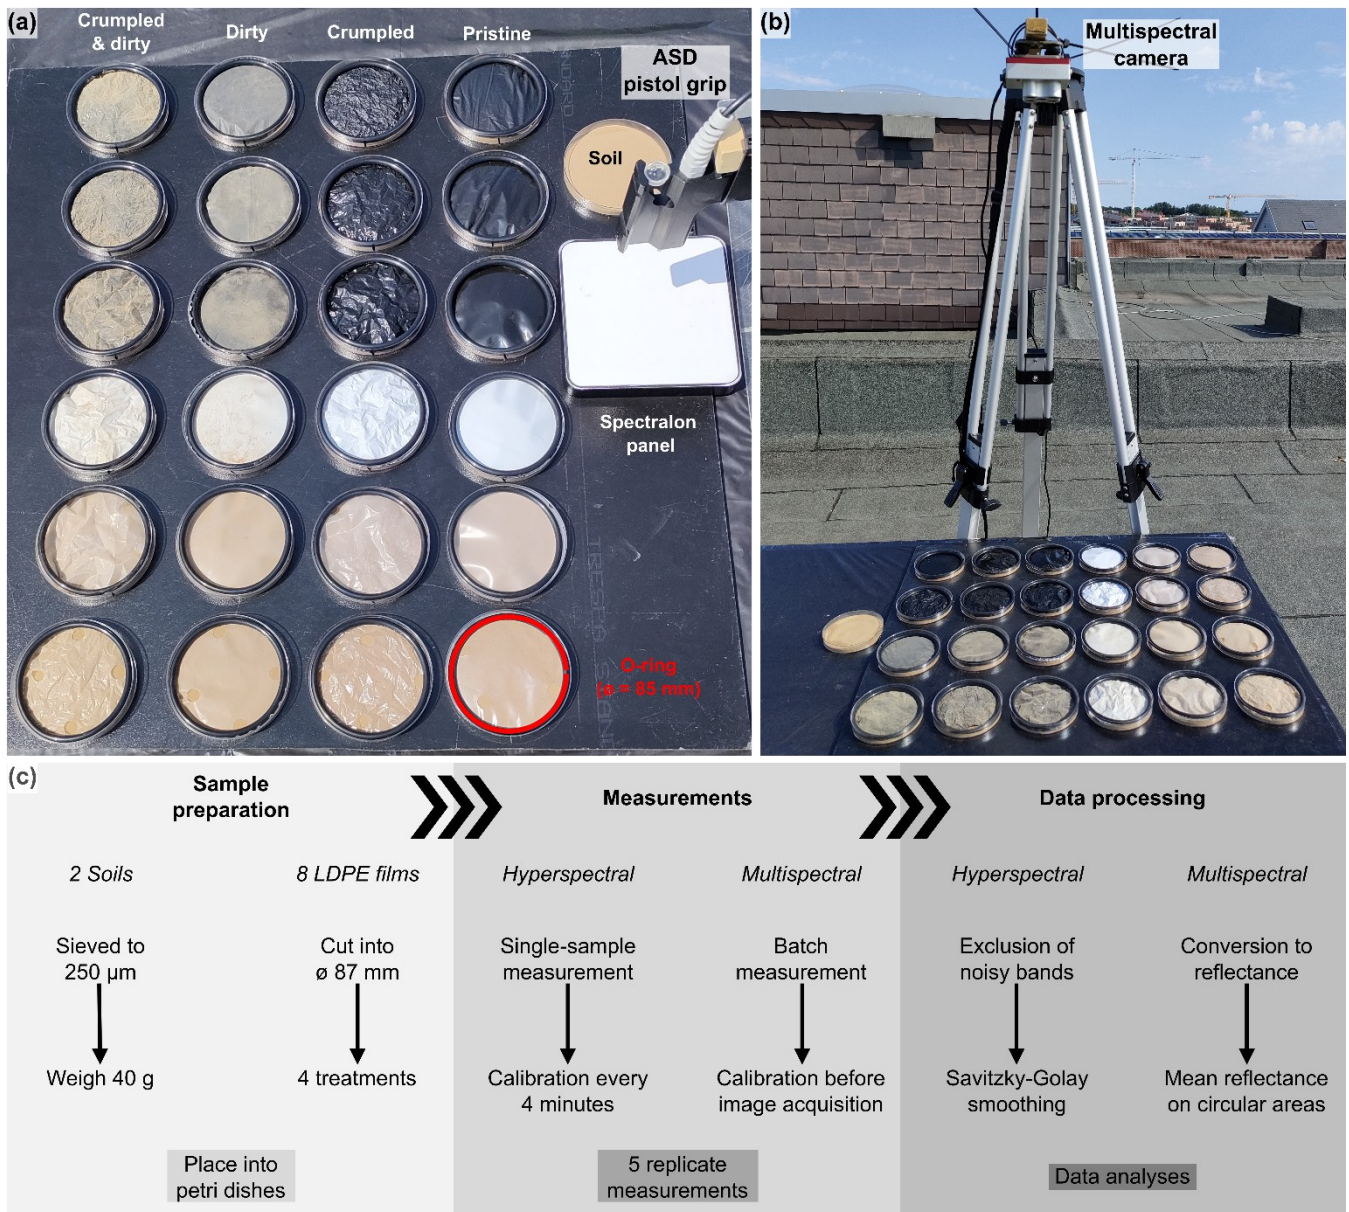 (a)
Crumpled
& dirty
Dirty
Crumpled
Pristine
ASD
pistol grip
Soil
Spectralon
panel
TRESPA
O-ring
(ø = 85 mm)
(b)
Multispectral
camera
(c)
Sample
preparation
Measurements
Data processing
2 Soils
8 LDPE films
Hyperspectral
Multispectral
Hyperspectral
Multispectral
Sieved to
250 µm
Cut into
ø 87 mm
Single-sample
measurement
Batch
measurement
Exclusion of
noisy bands
Conversion to
reflectance
Weigh 40 g
4 treatments
Calibration every
4 minutes
Calibration before
image acquisition
Savitzky-Golay
smoothing
Mean reflectance
on circular areas
Place into
petri dishes
5 replicate
measurements
Data analyses